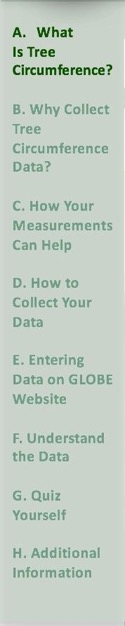 A. What
Is Tree
Circumference?
B. Why Collect
Tree
Circumference
Data?
C. How Your
Measurements
Can Help
D. How to
Collect Your
Data
E. Entering
Data on GLOBE
Website
F. Understand
the Data
G. Quiz
Yourself
H. Additional
Information